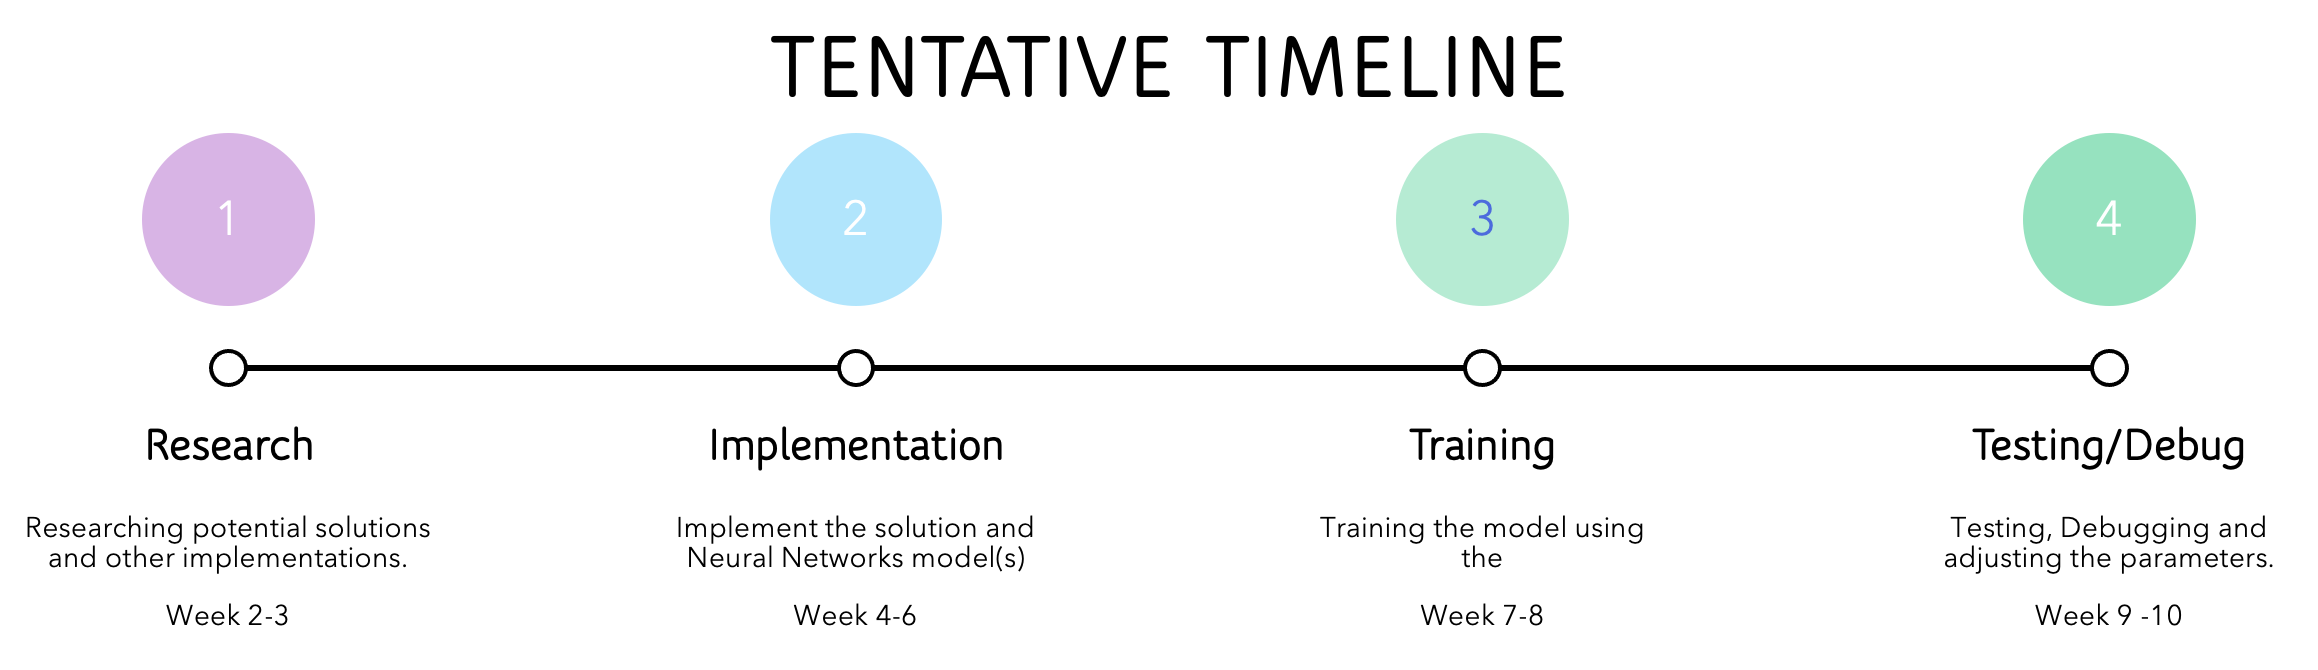 TENTATIVE TIMELINE
1
2
3
4
Research
Implementation
Training
Testing/Debug
Researching potential solutions
and other implementations.
Implement the solution and
Neural Networks model(s)
Training the model using
the
Testing, Debugging and
adjusting the parameters.
Week 2-3
Week 4-6
Week 7-8
Week 9 -10